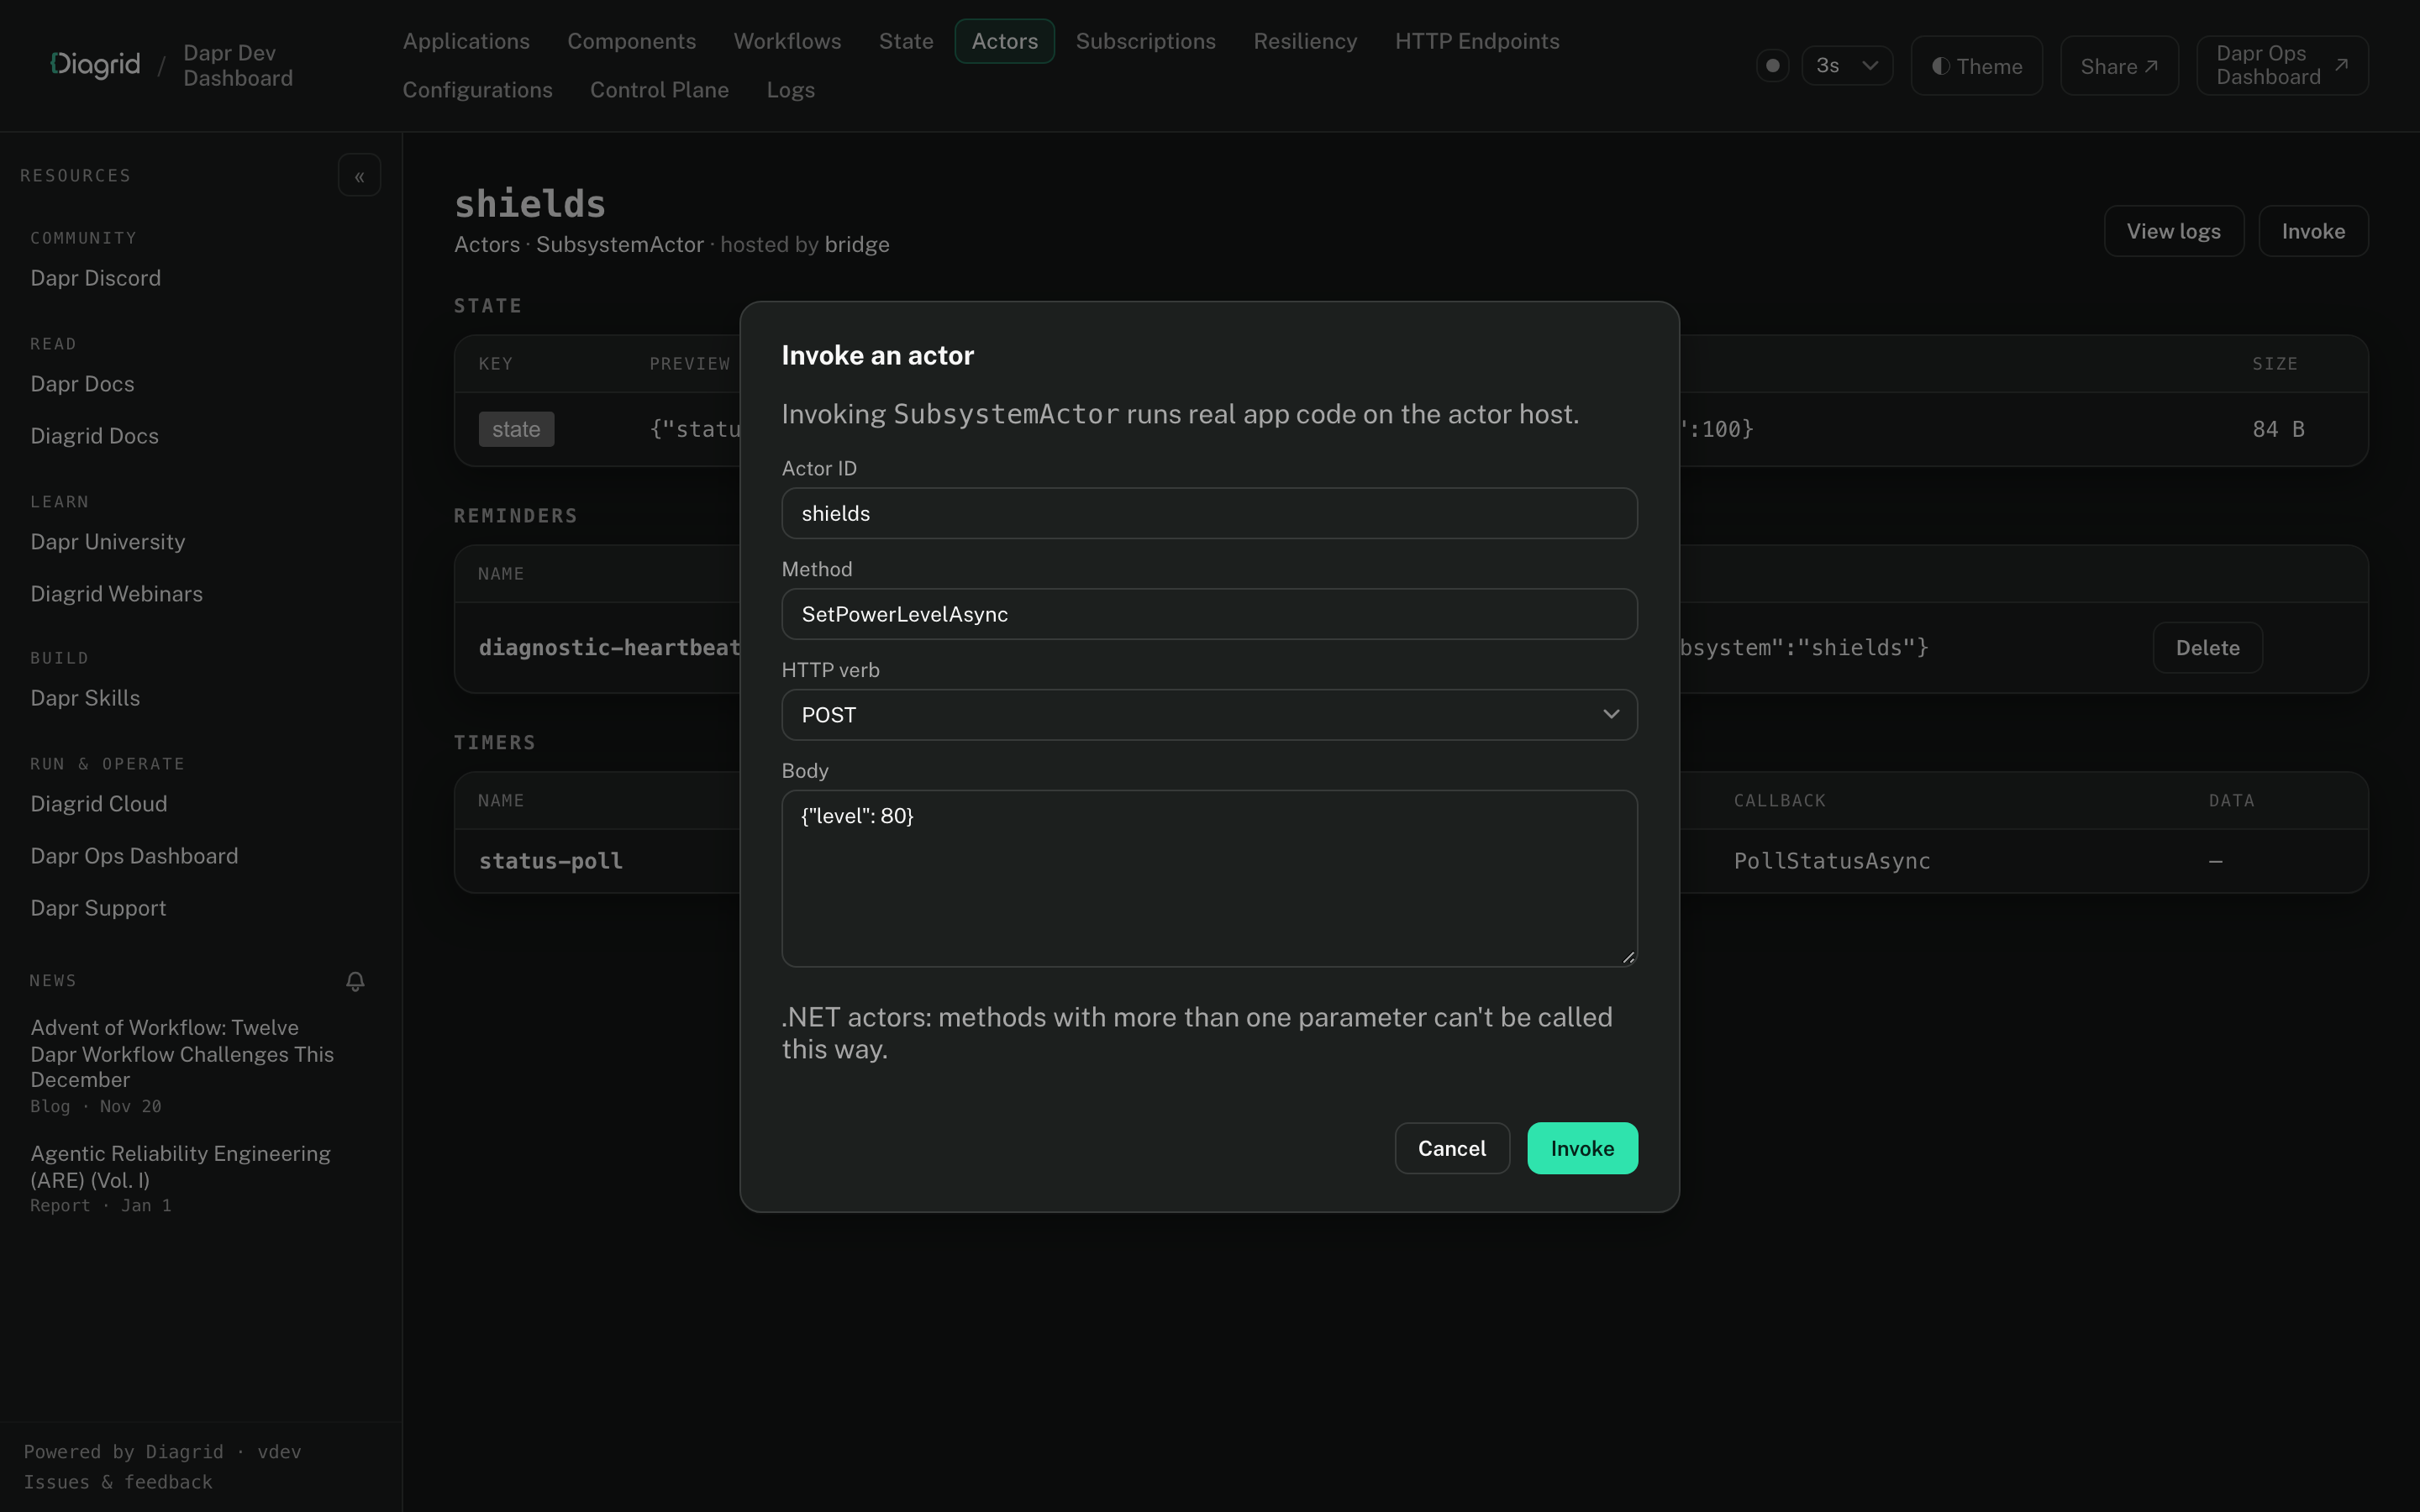 Diagrid / Dapr Dev Dashboard
Applications Components Workflows State Actors Subscriptions Resiliency HTTP Endpoints
Configurations Control Plane Logs
3s Theme Share ↗ Dapr Ops Dashboard ↗
RESOURCES «
COMMUNITY
Dapr Discord
READ
Dapr Docs
Diagrid Docs
LEARN
Dapr University
Diagrid Webinars
BUILD
Dapr Skills
RUN & OPERATE
Diagrid Cloud
Dapr Ops Dashboard
Dapr Support
NEWS
Advent of Workflow: Twelve
Dapr Workflow Challenges This
December
Blog · Nov 20
Agentic Reliability Engineering
(ARE) (Vol. I)
Report · Jan 1
Powered by Diagrid · vdev
Issues & feedback
shields
Actors · SubsystemActor · hosted by bridge
View logs Invoke
STATE
KEY PREVIEW SIZE
state {"statu ":100} 84 B
REMINDERS
NAME
diagnostic-heartbeat bsystem":"shields"} Delete
TIMERS
NAME CALLBACK DATA
status-poll PollStatusAsync —
Invoke an actor
Invoking SubsystemActor runs real app code on the actor host.
Actor ID
shields
Method
SetPowerLevelAsync
HTTP verb
POST
Body
{"level": 80}
.NET actors: methods with more than one parameter can't be called
this way.
Cancel Invoke